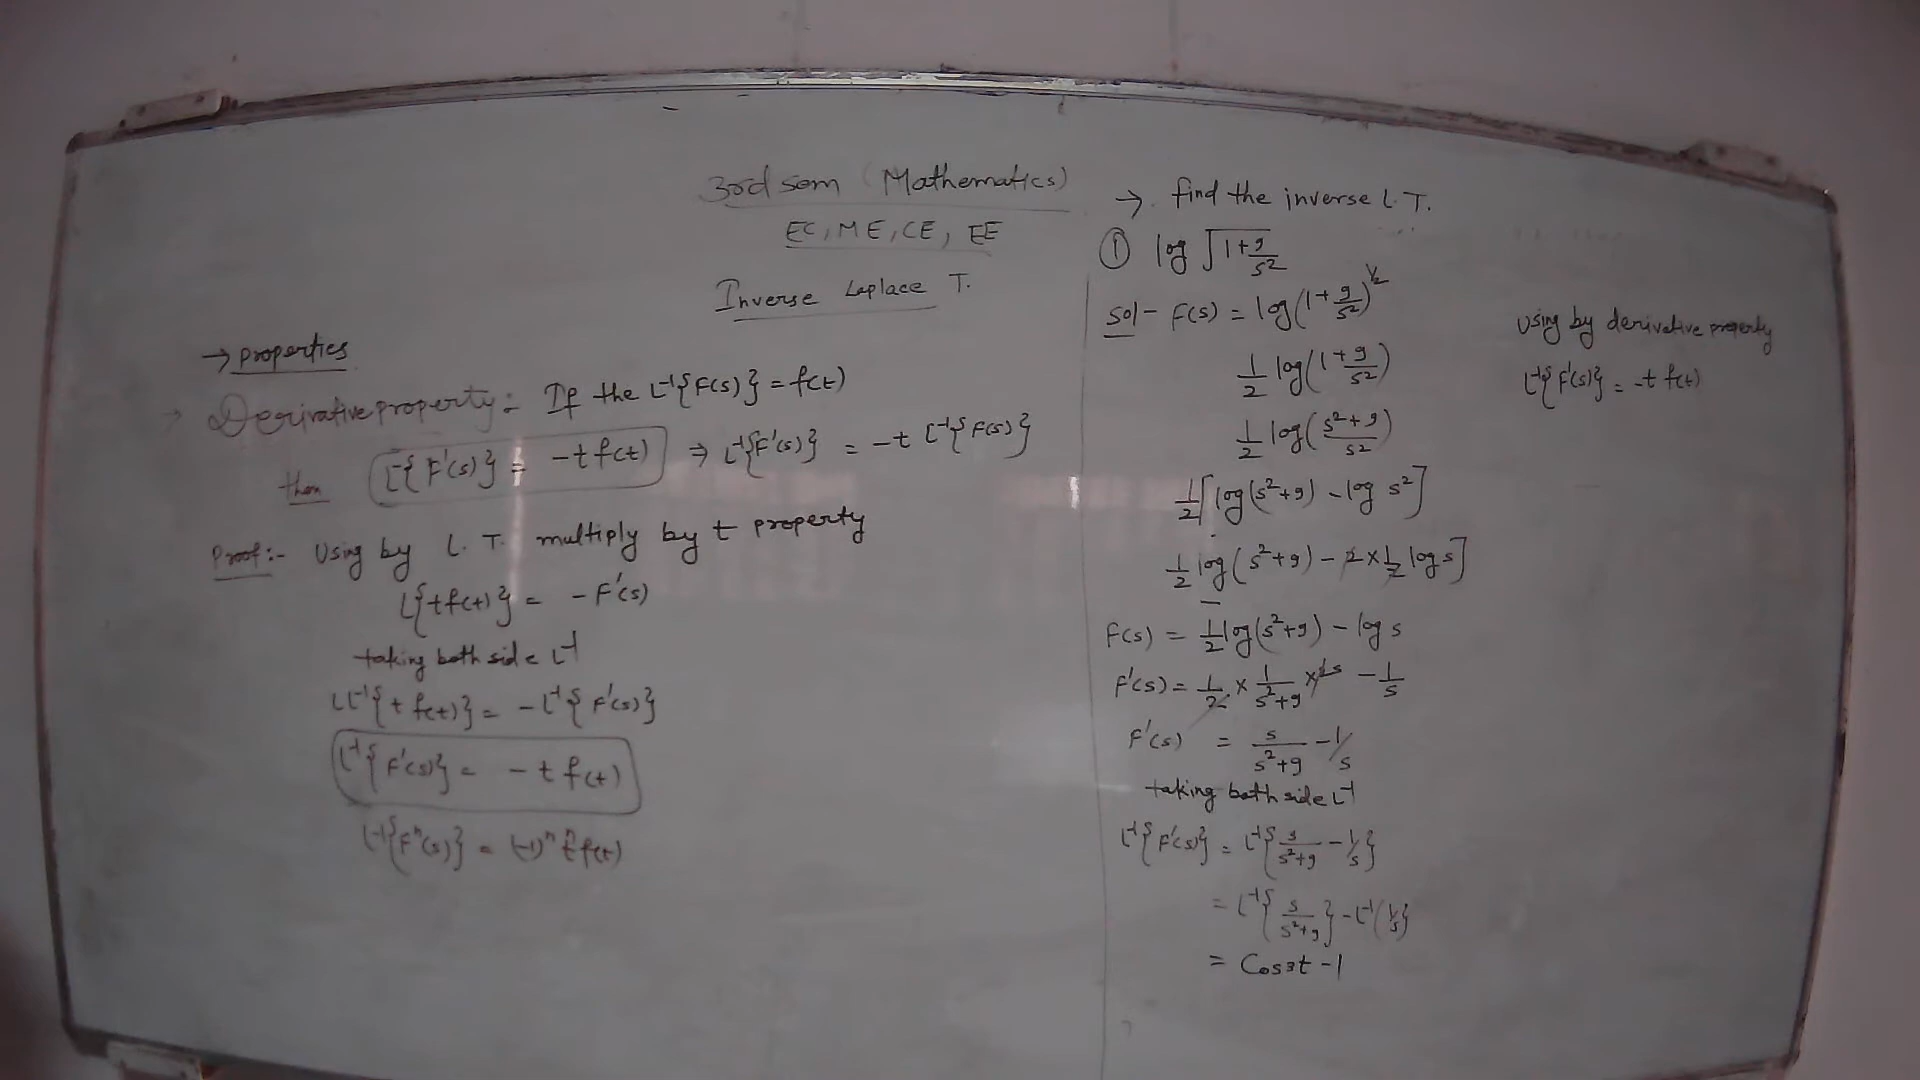 3rd sem (Mathematics)
EC, ME, CE, EE
Inverse Laplace T.
→ properties
Derivative property:- If the L⁻¹{F(s)} = f(t)
then L⁻¹{F'(s)} = -t f(t) ⇒ L⁻¹{F'(s)} = -t L⁻¹{F(s)}
Proof:- Using by L. T. multiply by t property
L{t f(t)} = - F'(s)
taking both side L⁻¹
LL⁻¹{t f(t)} = - L⁻¹{F'(s)}
L⁻¹{F'(s)} = - t f(t)
L⁻¹{Fⁿ(s)} = (-1)ⁿ tⁿ f(t)
→ find the inverse L. T.
① log √(1+9/s²)
Sol- F(s) = log(1+9/s²)^½
1/2 log(1+9/s²)
1/2 log((s²+9)/s²)
1/2 [log(s²+9) - log s²]
1/2 log(s²+9) - 2×1/2 log s]
F(s) = 1/2 log(s²+9) - log s
F'(s) = 1/2 × 1/(s²+9) × 2s - 1/s
F'(s) = s/(s²+9) - 1/s
taking both side L⁻¹
L⁻¹{F'(s)} = L⁻¹{s/(s²+9) - 1/s}
= L⁻¹{s/(s²+9)} - L⁻¹{1/s}
= Cos3t - 1
Using by derivative property
L⁻¹{F'(s)} = -t f(t)